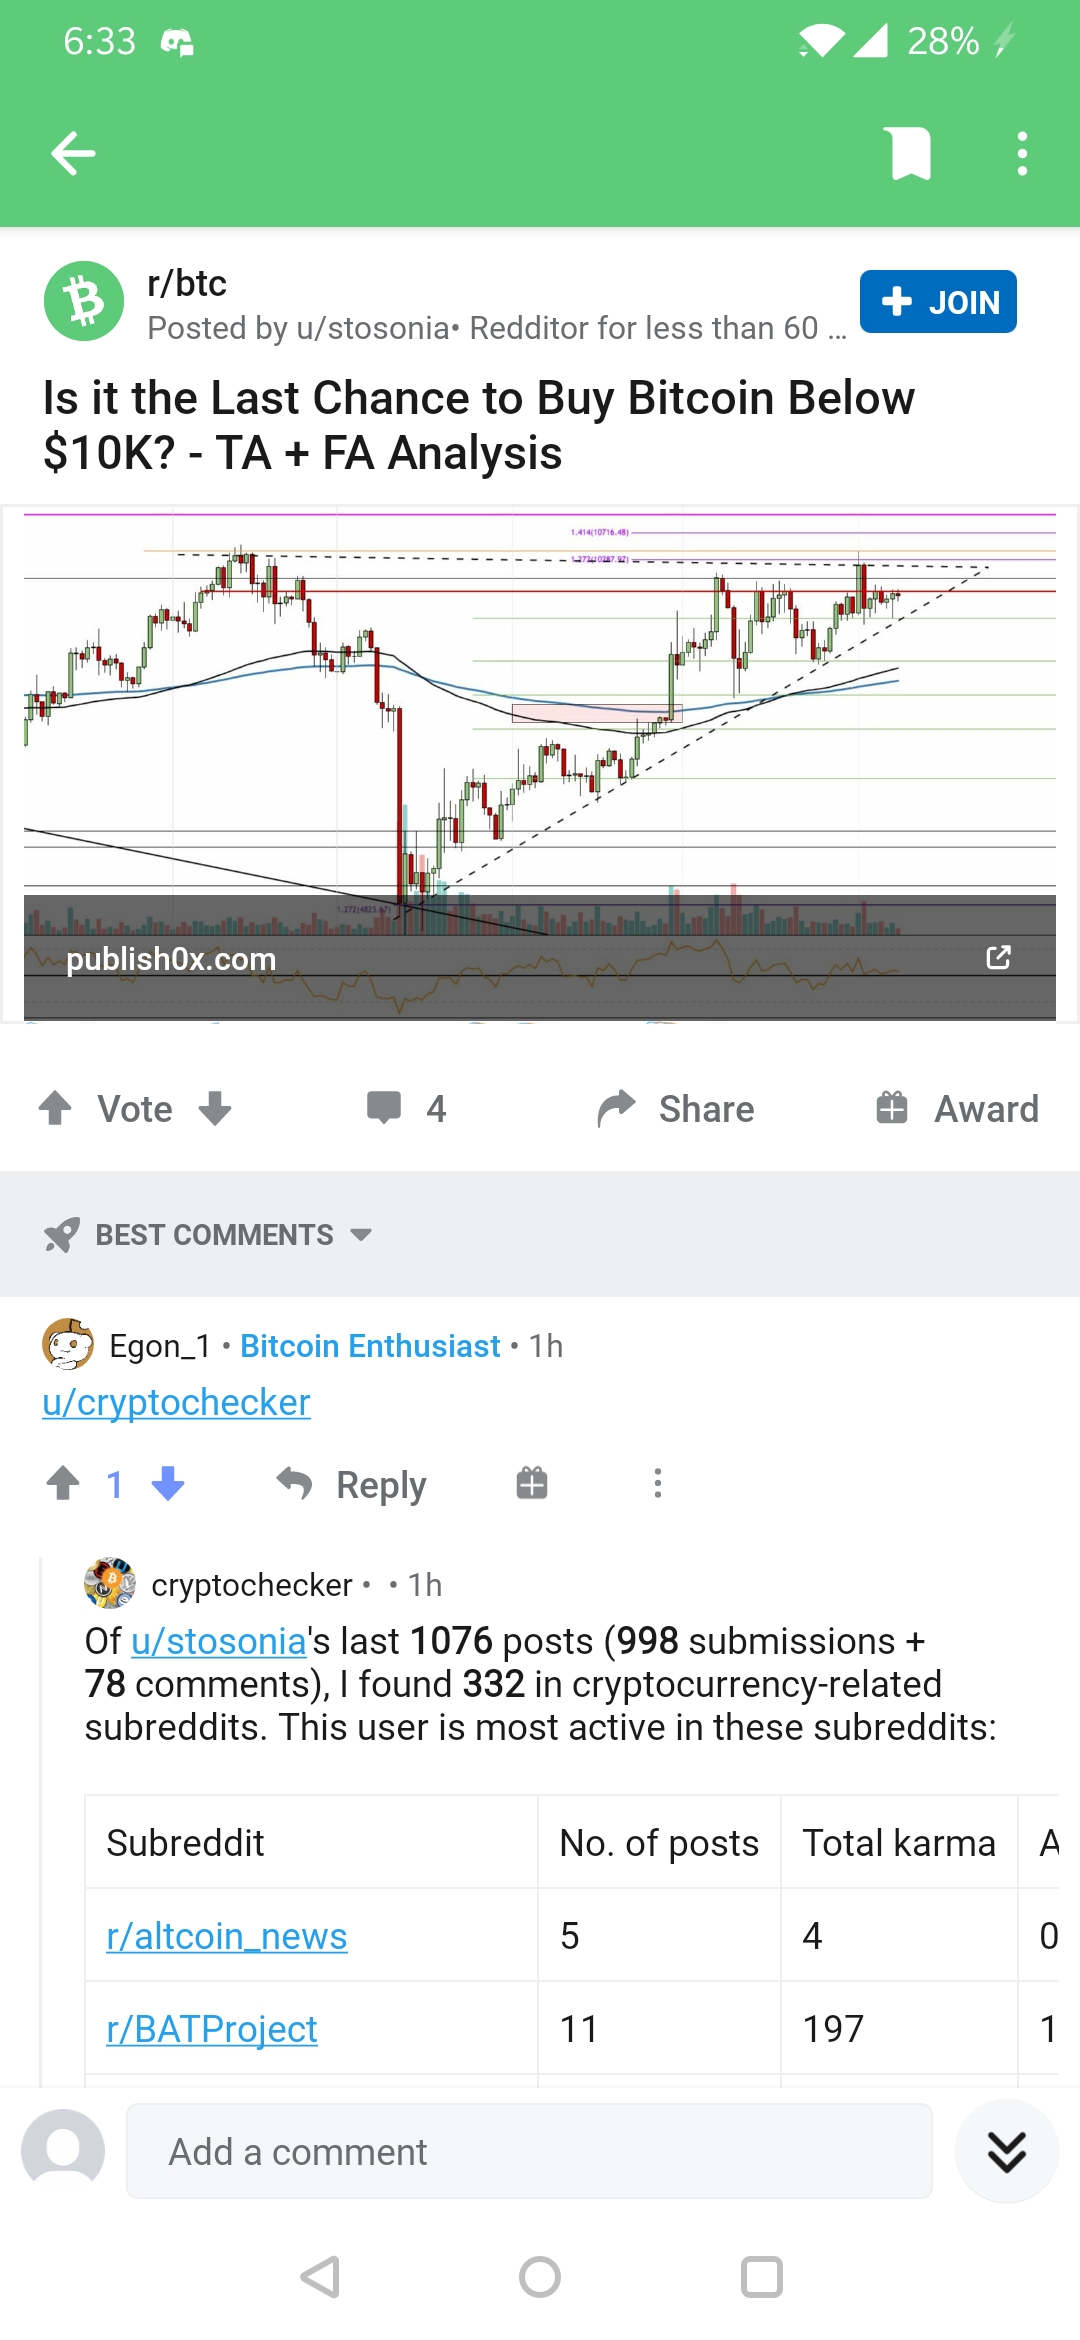 6:33
28%
r/btc
Posted by u/stosonia• Redditor for less than 60 ...
JOIN
Is it the Last Chance to Buy Bitcoin Below
$10K? - TA + FA Analysis
1.414(10716.48)
1.272(10287.97)
1.272(4825.67)
publish0x.com
Vote
4
Share
Award
BEST COMMENTS
Egon_1 • Bitcoin Enthusiast • 1h
u/cryptochecker
1
Reply
cryptochecker • • 1h
Of u/stosonia's last 1076 posts (998 submissions +
78 comments), I found 332 in cryptocurrency-related
subreddits. This user is most active in these subreddits:
Subreddit No. of posts Total karma A
r/altcoin_news 5 4 0
r/BATProject 11 197 1
Add a comment